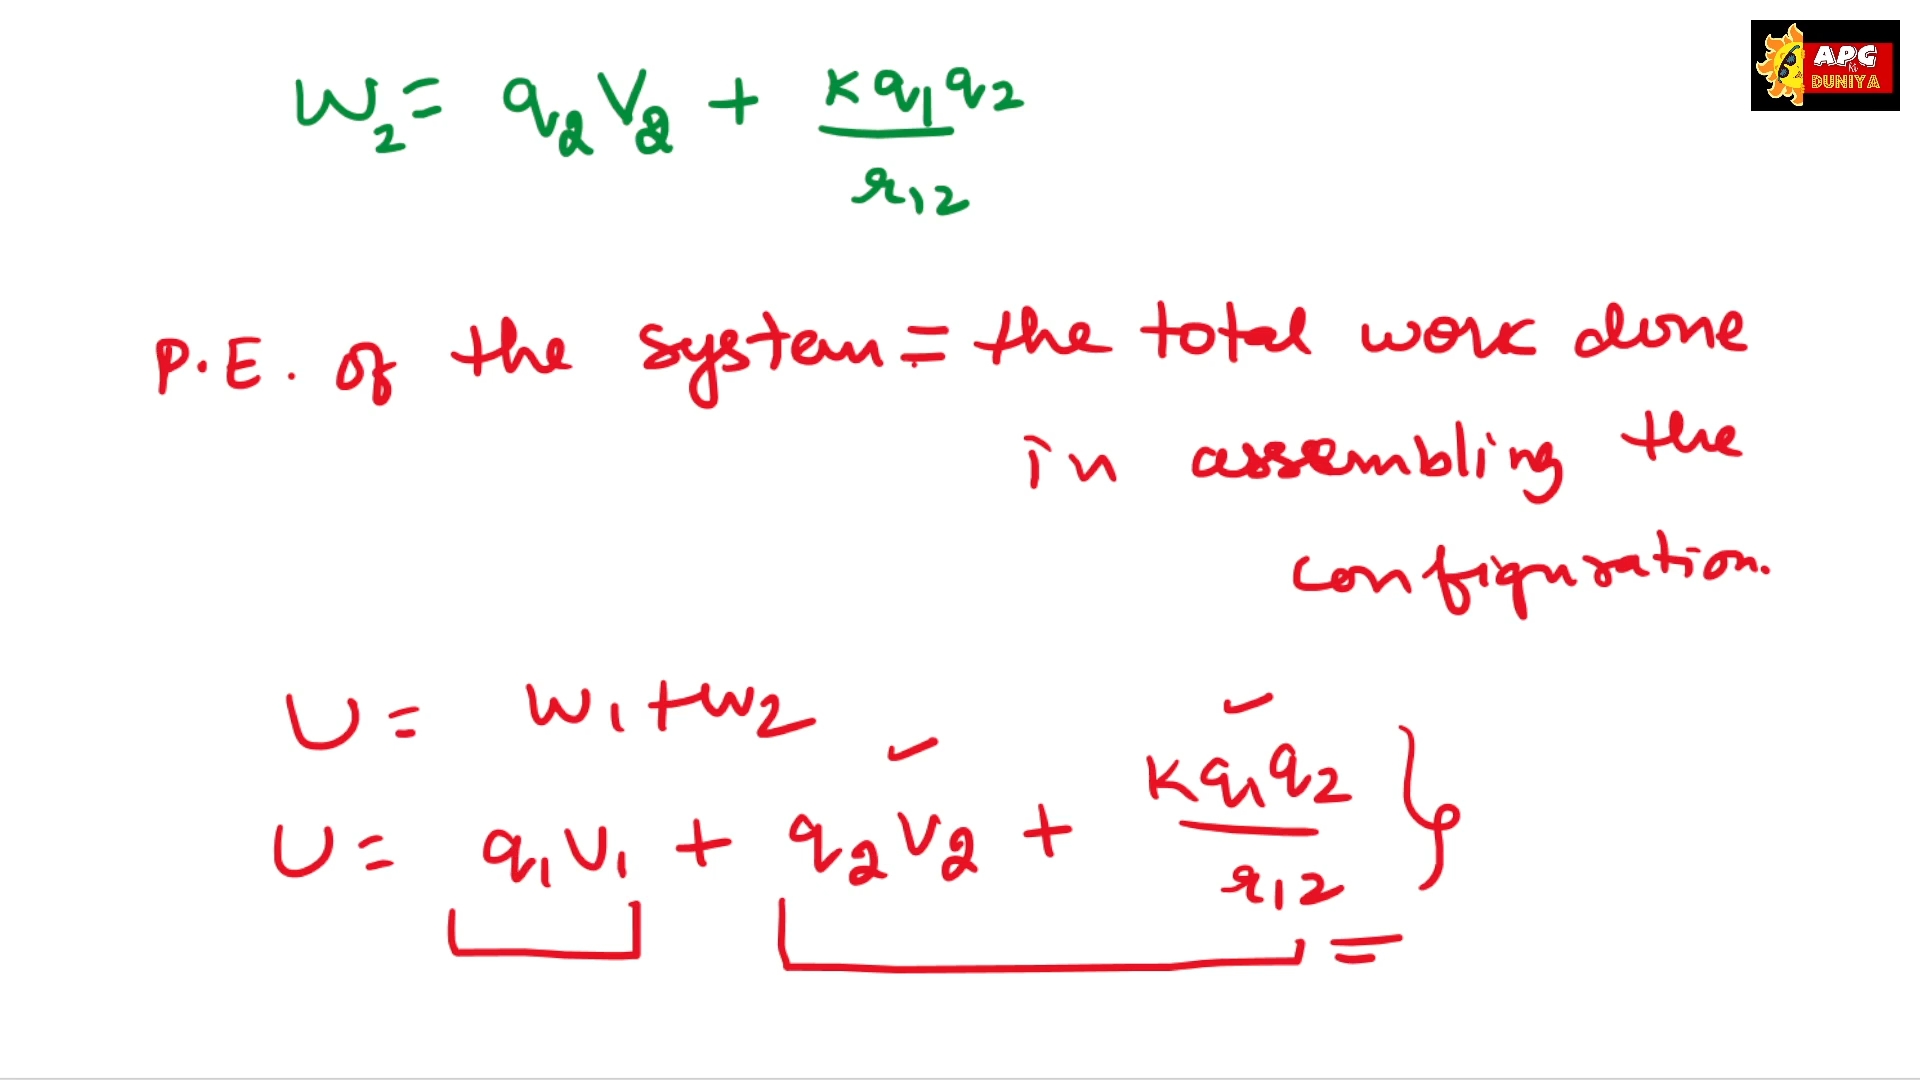 APG
Ki
DUNIYA
W₂ = q₂V₂ + Kq₁q₂
r₁₂
P.E. of the system = the total work done
in assembling the
configuration.
U = W₁ + W₂
U = q₁V₁ + q₂V₂ + Kq₁q₂
r₁₂